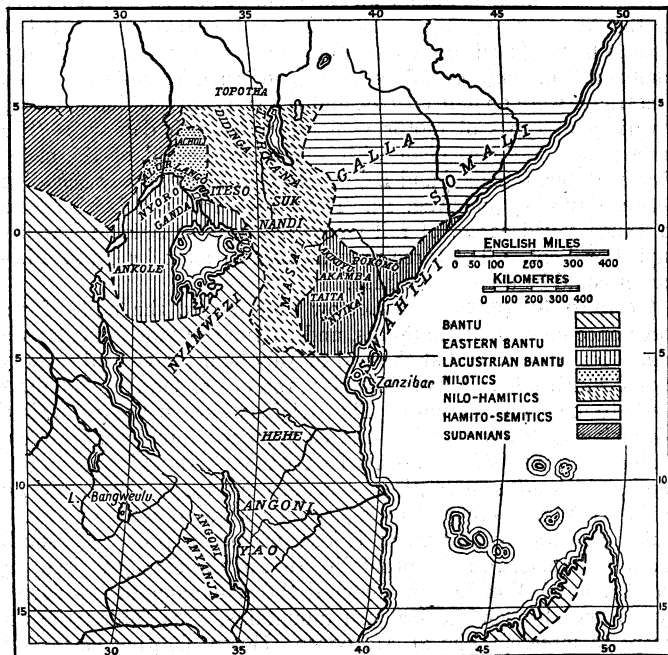 30 35 40 45 50
TOPOTHA
5 5
DIDINGA
TURKANA
ACHOLI
LANGO
ITESO
GALLA
SOMALI
NYORO
GANDA
SUK
NANDI
0 0
ANKOLE
MASAI
KIKUYU
POKOMO
AKAMBA
TAITA
NYIKA
SWAHILI
ENGLISH MILES
0 50 100 200 300 400
KILOMETRES
0 100 200 300 400
NYAMWEZI
BANTU
EASTERN BANTU
LACUSTRIAN BANTU
NILOTICS
NILO-HAMITICS
HAMITO-SEMITICS
SUDANIANS
5 5
Zanzibar
HEHE
10 10
L. Bangweulu
ANGONI
ANGONI
ANYANJA
YAO
15 15
30 35 40 45 50